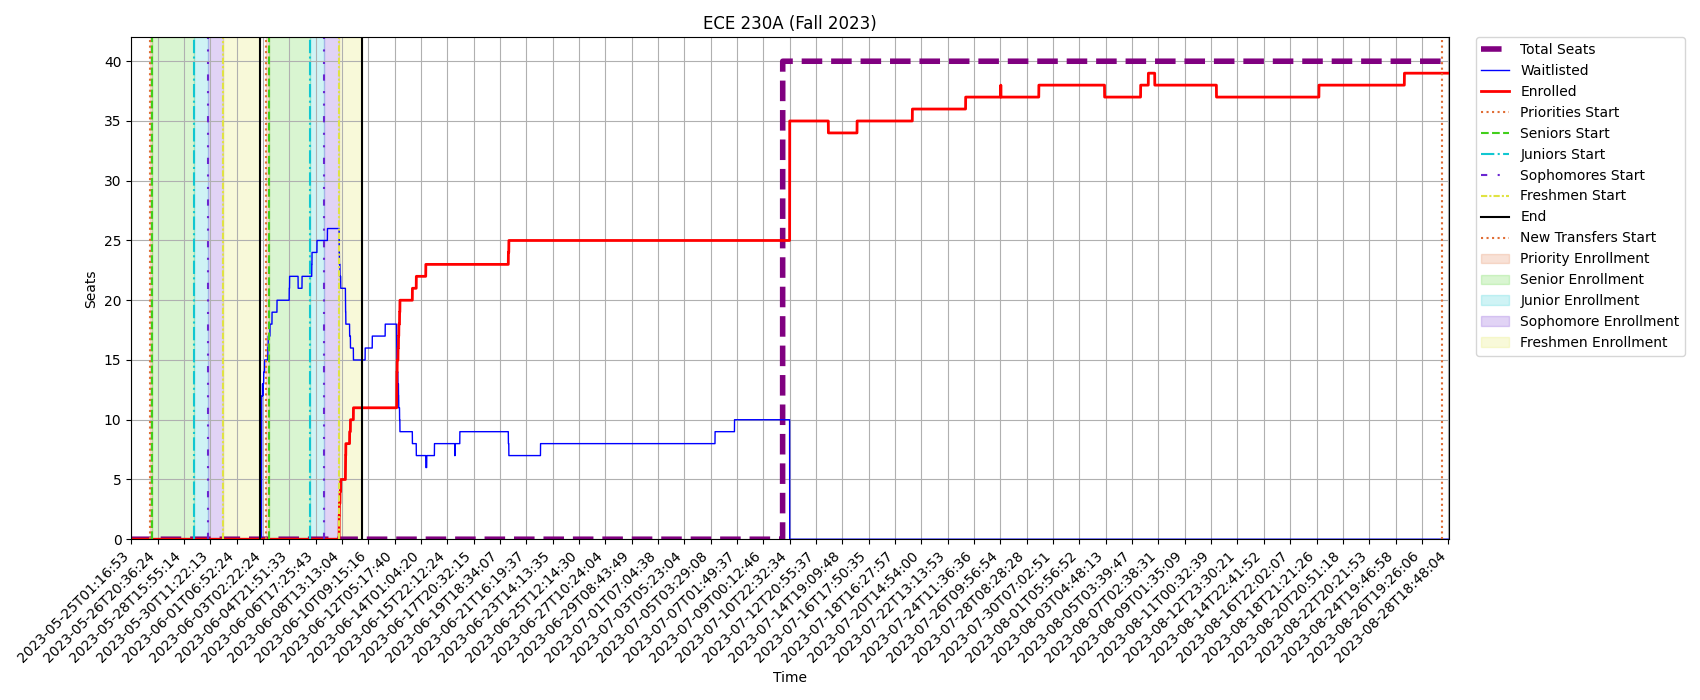 ECE 230A (Fall 2023)
Total Seats
Waitlisted
Enrolled
Priorities Start
Seniors Start
Juniors Start
Sophomores Start
Freshmen Start
End
New Transfers Start
Priority Enrollment
Senior Enrollment
Junior Enrollment
Sophomore Enrollment
Freshmen Enrollment
Seats
40
35
30
25
20
15
10
5
0
2023-05-25T01:16:53
2023-05-26T20:36:24
2023-05-28T15:55:14
2023-05-30T11:22:13
2023-06-01T06:52:24
2023-06-03T02:22:24
2023-06-04T21:51:33
2023-06-06T17:25:43
2023-06-08T13:13:04
2023-06-10T09:15:16
2023-06-12T05:17:40
2023-06-14T01:04:20
2023-06-15T22:12:24
2023-06-17T20:32:15
2023-06-19T18:34:07
2023-06-21T16:19:37
2023-06-23T14:13:35
2023-06-25T12:14:30
2023-06-27T10:24:04
2023-06-29T08:43:49
2023-07-01T07:04:38
2023-07-03T05:23:04
2023-07-05T03:29:08
2023-07-07T01:49:37
2023-07-09T00:12:46
2023-07-10T22:32:34
2023-07-12T20:55:37
2023-07-14T19:09:48
2023-07-16T17:50:35
2023-07-18T16:27:57
2023-07-20T14:54:00
2023-07-22T13:13:53
2023-07-24T11:36:36
2023-07-26T09:56:54
2023-07-28T08:28:28
2023-07-30T07:02:51
2023-08-01T05:56:52
2023-08-03T04:48:13
2023-08-05T03:39:47
2023-08-07T02:38:31
2023-08-09T01:35:09
2023-08-11T00:32:39
2023-08-12T23:30:21
2023-08-14T22:41:52
2023-08-16T22:02:07
2023-08-18T21:21:26
2023-08-20T20:51:18
2023-08-22T20:21:53
2023-08-24T19:46:58
2023-08-26T19:26:06
2023-08-28T18:48:04
Time